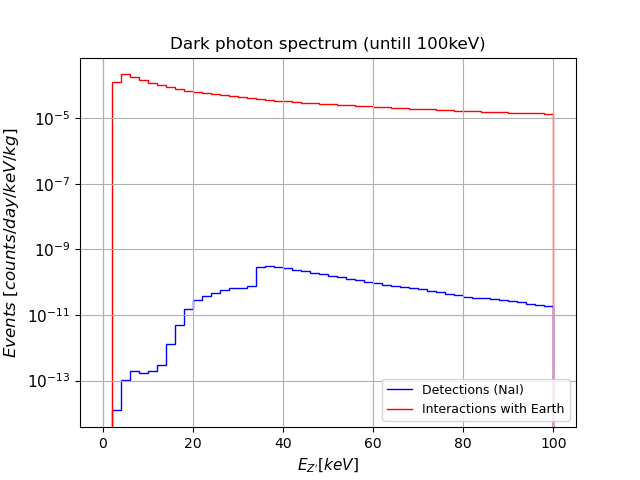 Dark photon spectrum (untill 100keV)
Events [counts/day/keV/kg]
10⁻⁵
10⁻⁷
10⁻⁹
10⁻¹¹
10⁻¹³
0 20 40 60 80 100
E_{Z'}[keV]
Detections (NaI)
Interactions with Earth